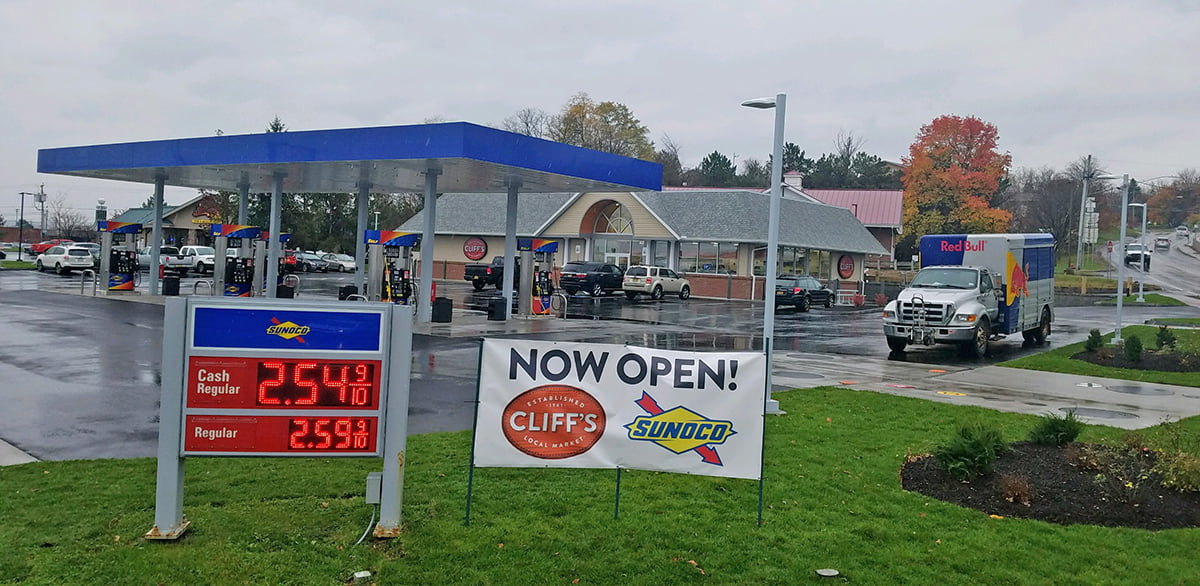 SUNOCO
Cash
Regular
2.54 9/10
Regular
2.59 9/10
NOW OPEN!
ESTABLISHED
CLIFF'S
LOCAL MARKET
SUNOCO
CLIFF'S
CLIFF'S
Red Bull